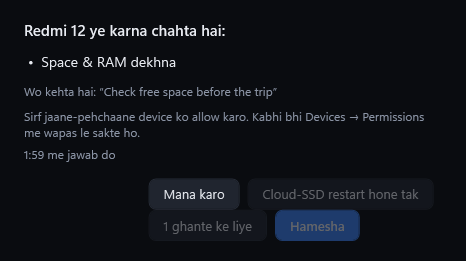 Redmi 12 ye karna chahta hai:
• Space & RAM dekhna
Wo kehta hai: “Check free space before the trip”
Sirf jaane-pehchaane device ko allow karo. Kabhi bhi Devices → Permissions
me wapas le sakte ho.
1:59 me jawab do
Mana karo
Cloud-SSD restart hone tak
1 ghante ke liye
Hamesha